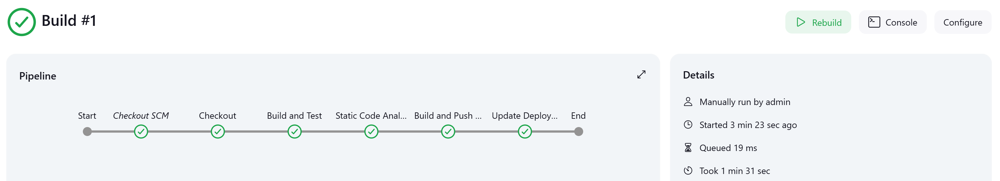 Build #1
Rebuild
Console
Configure
Pipeline
Start
Checkout SCM
Checkout
Build and Test
Static Code Anal...
Build and Push ...
Update Deploy...
End
Details
Manually run by admin
Started 3 min 23 sec ago
Queued 19 ms
Took 1 min 31 sec